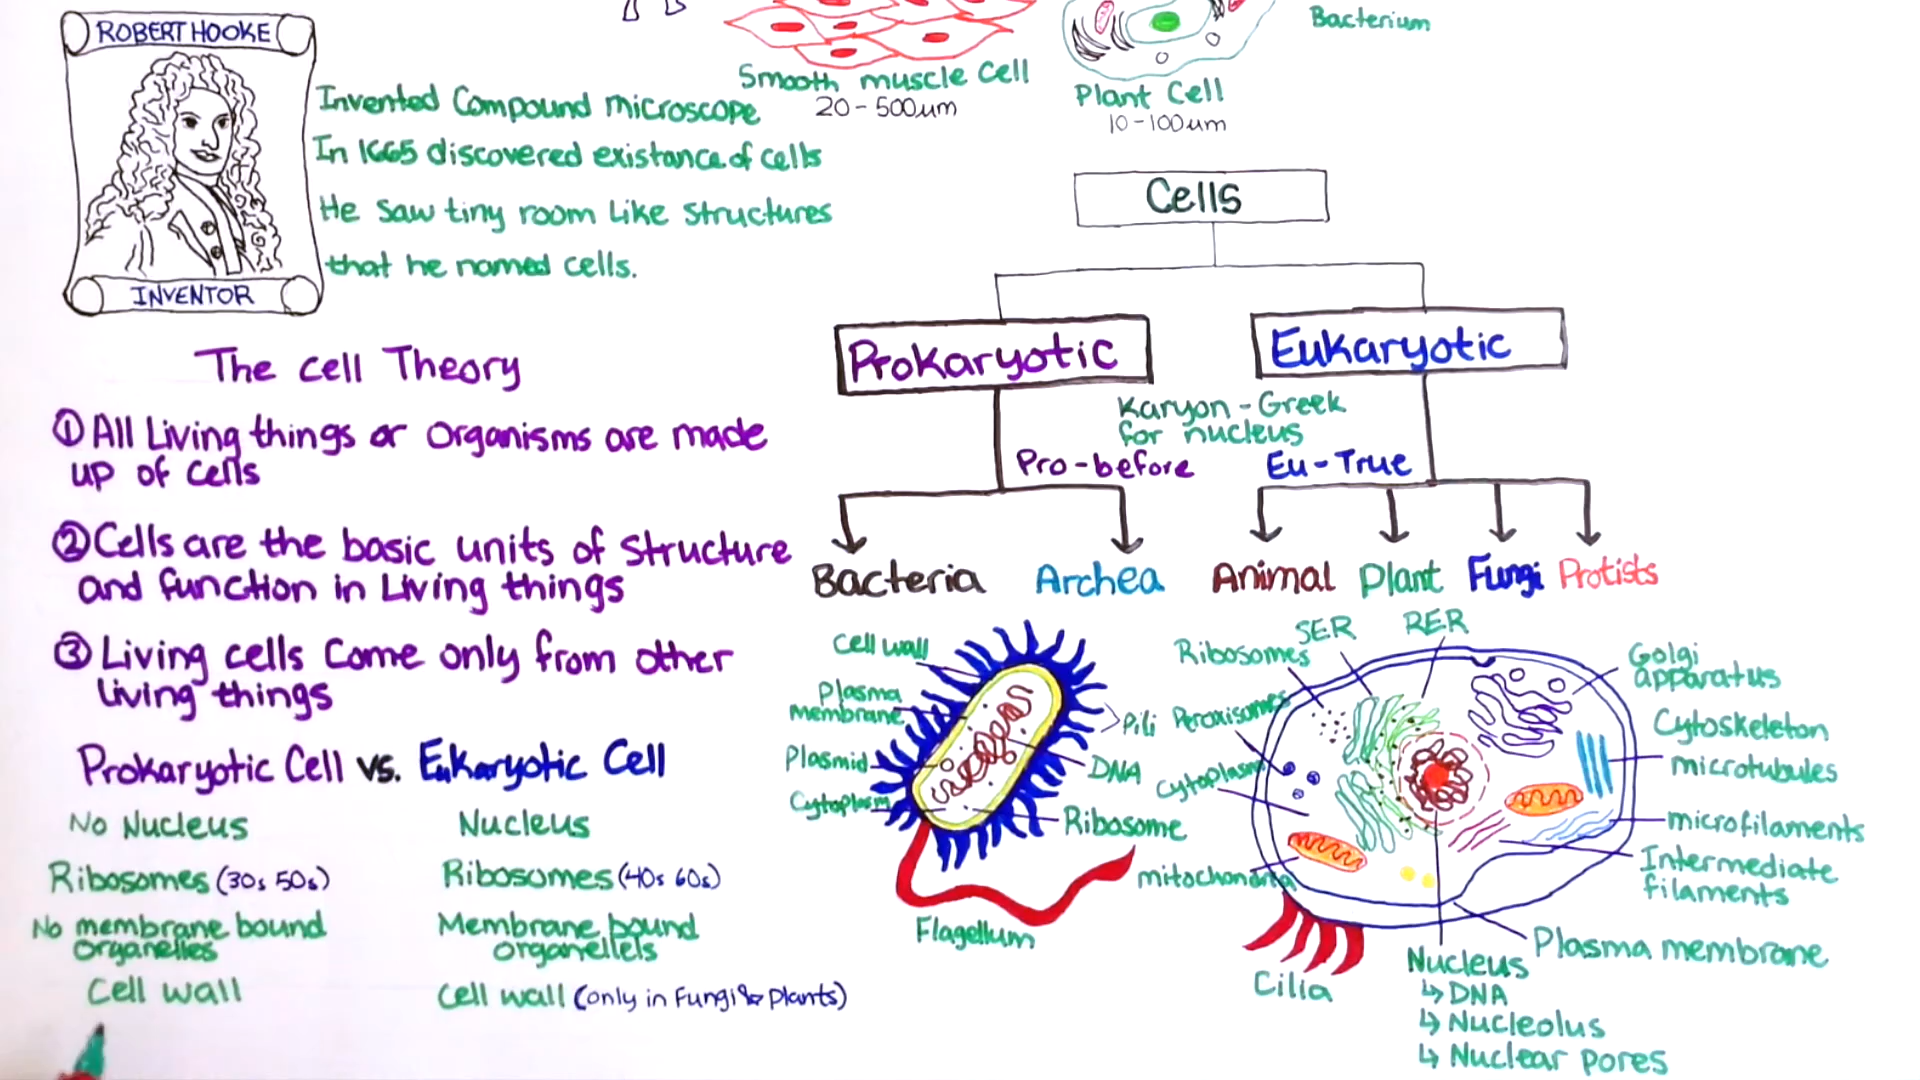 ROBERT HOOKE
INVENTOR
Invented Compound microscope
In 1665 discovered existance of cells
He saw tiny room like structures
that he named cells.
Smooth muscle cell
20-500um
Plant Cell
10-100um
Bacterium
The cell Theory
① All Living things or organisms are made
up of cells
② Cells are the basic units of structure
and function in Living things
③ Living cells come only from other
living things
Prokaryotic Cell vs. Eukaryotic Cell
No Nucleus
Nucleus
Ribosomes (30s 50s)
Ribosomes (40s 60s)
No membrane bound
organelles
Membrane bound
organellels
Cell wall
Cell wall (only in Fungi & plants)
Cells
Prokaryotic
Eukaryotic
Karyon - Greek
for nucleus
Pro-before
Eu-True
Bacteria
Archea
Animal
Plant
Fungi
Protists
Cell wall
Plasma
membrane
Plasmid
Cytoplasm
Pili
DNA
Ribosome
Flagellum
SER
RER
Ribosomes
Peroxisomes
Cytoplasm
mitochondria
Cilia
Golgi
apparatus
Cytoskeleton
microtubules
microfilaments
Intermediate
filaments
Plasma membrane
Nucleus
↳ DNA
↳ Nucleolus
↳ Nuclear pores